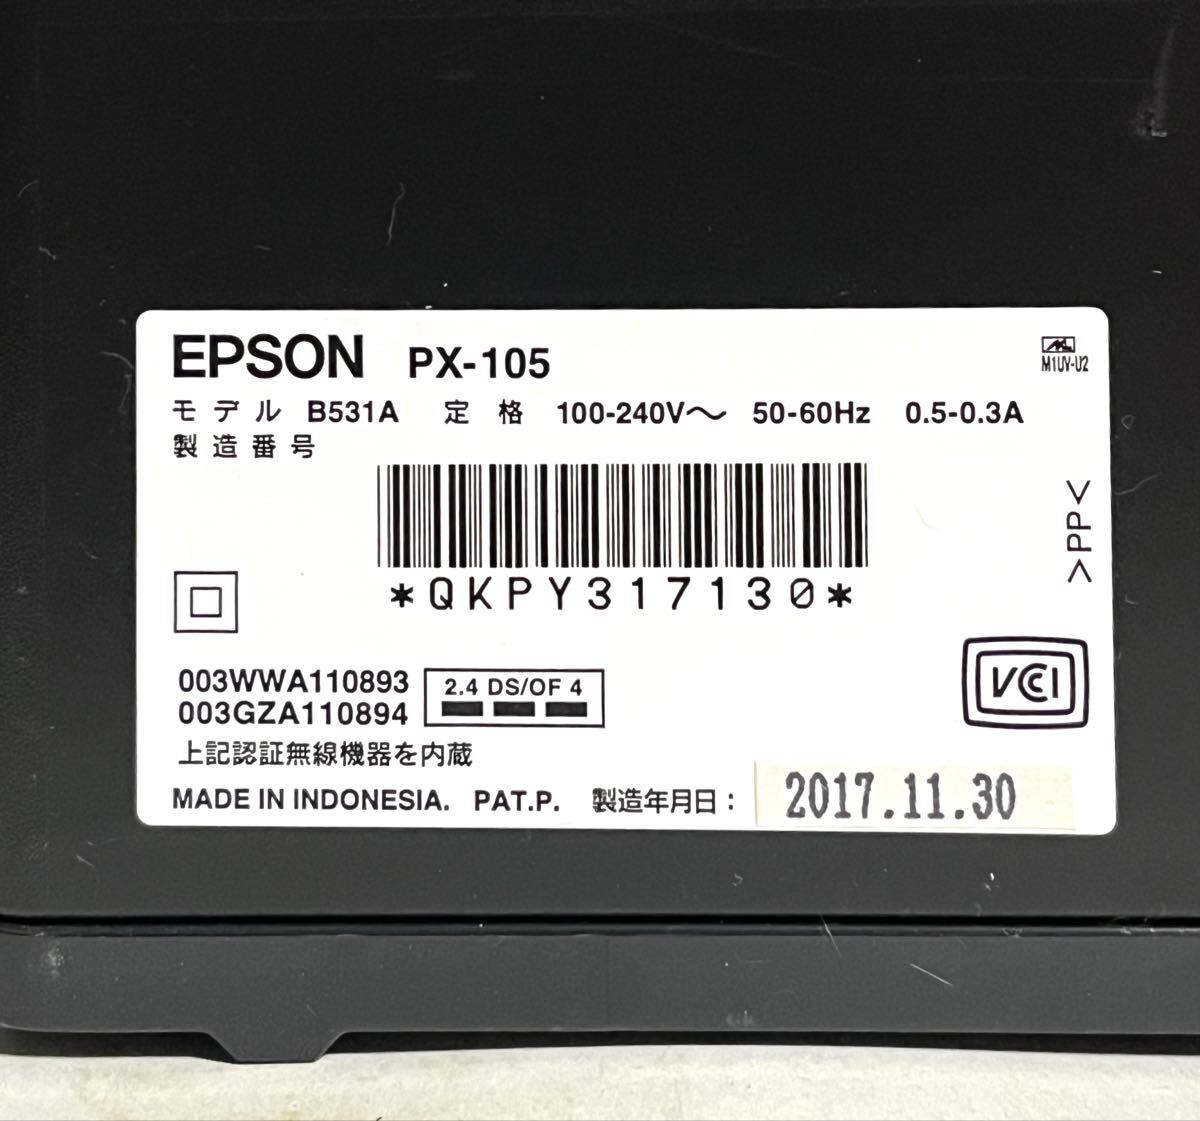 EPSON PX-105
M1UV-U2
モデル B531A 定格 100-240V～ 50-60Hz 0.5-0.3A
製造番号
*QKPY317130*
>PP<
003WWA110893
003GZA110894
2.4 DS/OF 4
VCCI
上記認証無線機器を内蔵
MADE IN INDONESIA. PAT.P. 製造年月日：2017.11.30